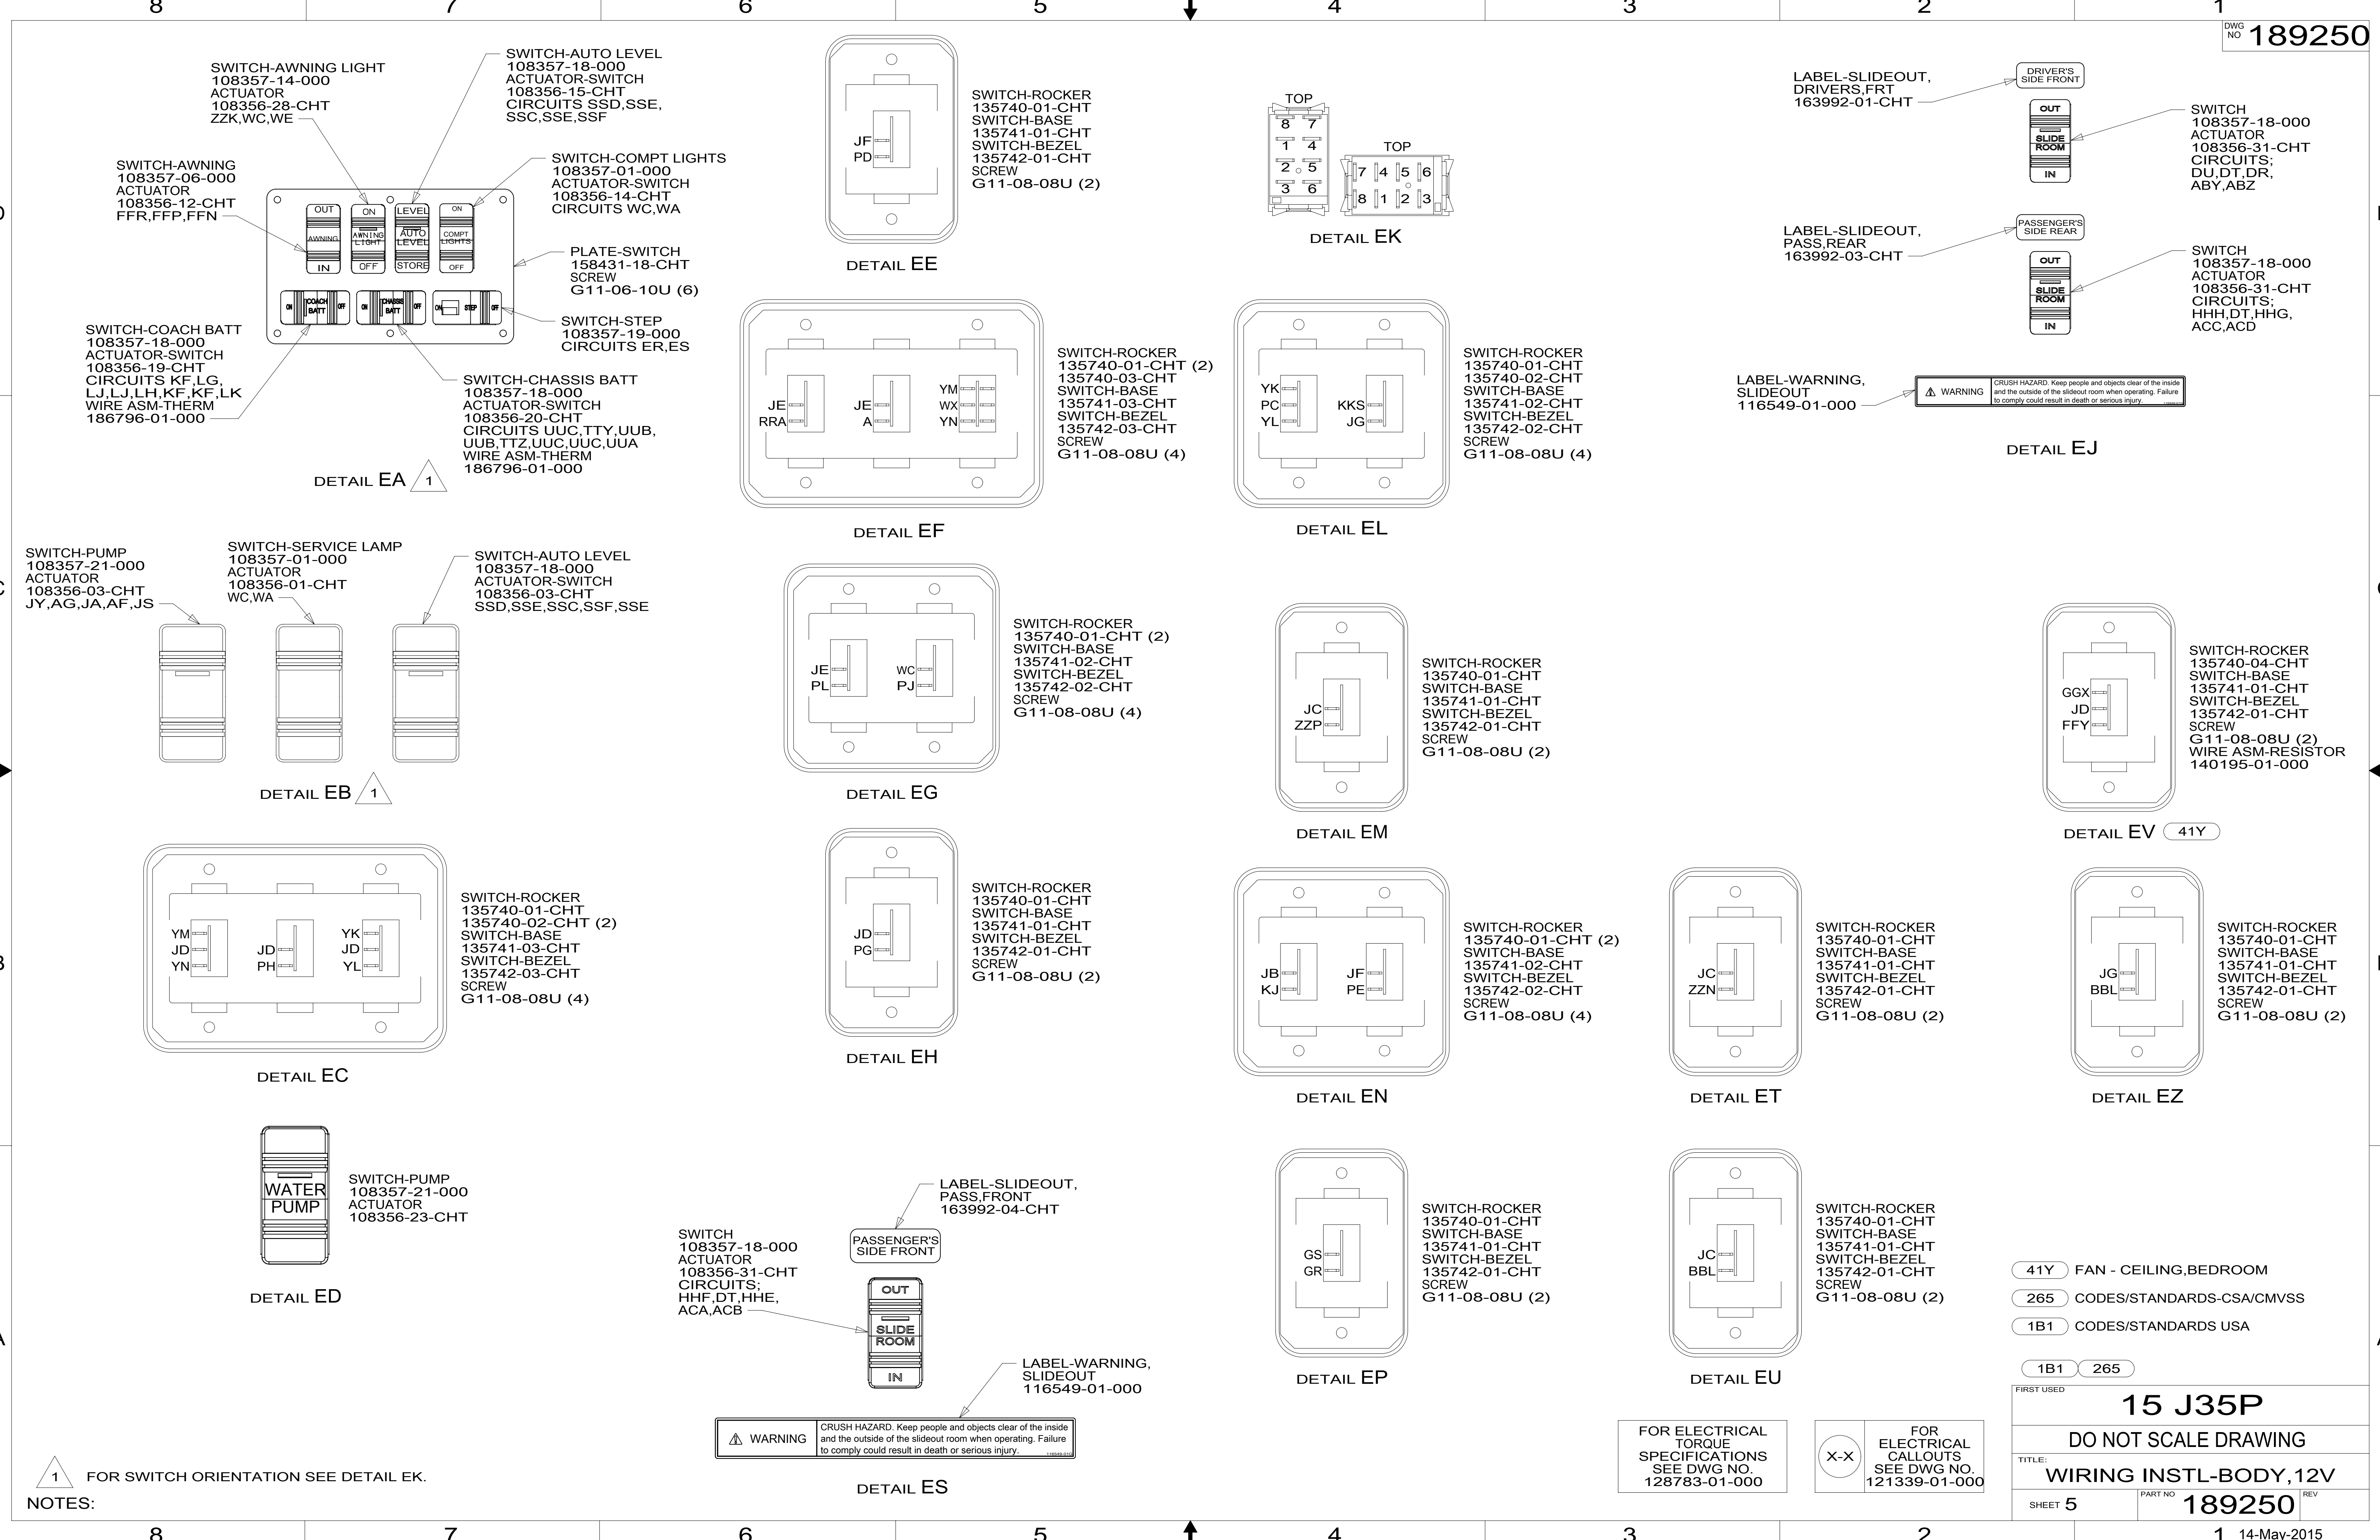 8 7 6 5 4 3 2 1
DWG NO 189250
SWITCH-AWNING LIGHT
108357-14-000
ACTUATOR
108356-28-CHT
ZZK,WC,WE
SWITCH-AUTO LEVEL
108357-18-000
ACTUATOR-SWITCH
108356-15-CHT
CIRCUITS SSD,SSE,
SSC,SSE,SSF
SWITCH-AWNING
108357-06-000
ACTUATOR
108356-12-CHT
FFR,FFP,FFN
SWITCH-COMPT LIGHTS
108357-01-000
ACTUATOR-SWITCH
108356-14-CHT
CIRCUITS WC,WA
OUT
AWNING
IN
ON
AWNING
LIGHT
OFF
LEVEL
AUTO
LEVEL
STORE
ON
COMPT
LIGHTS
OFF
PLATE-SWITCH
158431-18-CHT
SCREW
G11-06-10U (6)
ON COACH BATT OFF
ON CHASSIS BATT OFF
ON STEP OFF
SWITCH-STEP
108357-19-000
CIRCUITS ER,ES
SWITCH-COACH BATT
108357-18-000
ACTUATOR-SWITCH
108356-19-CHT
CIRCUITS KF,LG,
LJ,LJ,LH,KF,KF,LK
WIRE ASM-THERM
186796-01-000
SWITCH-CHASSIS BATT
108357-18-000
ACTUATOR-SWITCH
108356-20-CHT
CIRCUITS UUC,TTY,UUB,
UUB,TTZ,UUC,UUC,UUA
WIRE ASM-THERM
186796-01-000
DETAIL EA 1
SWITCH-PUMP
108357-21-000
ACTUATOR
108356-03-CHT
JY,AG,JA,AF,JS
SWITCH-SERVICE LAMP
108357-01-000
ACTUATOR
108356-01-CHT
WC,WA
SWITCH-AUTO LEVEL
108357-18-000
ACTUATOR-SWITCH
108356-03-CHT
SSD,SSE,SSC,SSF,SSE
DETAIL EB 1
YM
JD
YN
JD
PH
YK
JD
YL
SWITCH-ROCKER
135740-01-CHT
135740-02-CHT (2)
SWITCH-BASE
135741-03-CHT
SWITCH-BEZEL
135742-03-CHT
SCREW
G11-08-08U (4)
DETAIL EC
WATER
PUMP
SWITCH-PUMP
108357-21-000
ACTUATOR
108356-23-CHT
DETAIL ED
JF
PD
SWITCH-ROCKER
135740-01-CHT
SWITCH-BASE
135741-01-CHT
SWITCH-BEZEL
135742-01-CHT
SCREW
G11-08-08U (2)
DETAIL EE
JE
RRA
JE
A
YM
WX
YN
SWITCH-ROCKER
135740-01-CHT (2)
135740-03-CHT
SWITCH-BASE
135741-03-CHT
SWITCH-BEZEL
135742-03-CHT
SCREW
G11-08-08U (4)
DETAIL EF
JE
PL
WC
PJ
SWITCH-ROCKER
135740-01-CHT (2)
SWITCH-BASE
135741-02-CHT
SWITCH-BEZEL
135742-02-CHT
SCREW
G11-08-08U (4)
DETAIL EG
JD
PG
SWITCH-ROCKER
135740-01-CHT
SWITCH-BASE
135741-01-CHT
SWITCH-BEZEL
135742-01-CHT
SCREW
G11-08-08U (2)
DETAIL EH
LABEL-SLIDEOUT,
PASS,FRONT
163992-04-CHT
SWITCH
108357-18-000
ACTUATOR
108356-31-CHT
CIRCUITS;
HHF,DT,HHE,
ACA,ACB
PASSENGER'S
SIDE FRONT
OUT
SLIDE
ROOM
IN
LABEL-WARNING,
SLIDEOUT
116549-01-000
WARNING
CRUSH HAZARD. Keep people and objects clear of the inside
and the outside of the slideout room when operating. Failure
to comply could result in death or serious injury.
DETAIL ES
TOP
8 7
1 4
2 5
3 6
TOP
7 4 5 6
8 1 2 3
DETAIL EK
YK
PC
YL
KKS
JG
SWITCH-ROCKER
135740-01-CHT
135740-02-CHT
SWITCH-BASE
135741-02-CHT
SWITCH-BEZEL
135742-02-CHT
SCREW
G11-08-08U (4)
DETAIL EL
JC
ZZP
SWITCH-ROCKER
135740-01-CHT
SWITCH-BASE
135741-01-CHT
SWITCH-BEZEL
135742-01-CHT
SCREW
G11-08-08U (2)
DETAIL EM
JB
KJ
JF
PE
SWITCH-ROCKER
135740-01-CHT (2)
SWITCH-BASE
135741-02-CHT
SWITCH-BEZEL
135742-02-CHT
SCREW
G11-08-08U (4)
DETAIL EN
GS
GR
SWITCH-ROCKER
135740-01-CHT
SWITCH-BASE
135741-01-CHT
SWITCH-BEZEL
135742-01-CHT
SCREW
G11-08-08U (2)
DETAIL EP
JC
ZZN
SWITCH-ROCKER
135740-01-CHT
SWITCH-BASE
135741-01-CHT
SWITCH-BEZEL
135742-01-CHT
SCREW
G11-08-08U (2)
DETAIL ET
JC
BBL
SWITCH-ROCKER
135740-01-CHT
SWITCH-BASE
135741-01-CHT
SWITCH-BEZEL
135742-01-CHT
SCREW
G11-08-08U (2)
DETAIL EU
LABEL-SLIDEOUT,
DRIVERS,FRT
163992-01-CHT
DRIVER'S
SIDE FRONT
OUT
SLIDE
ROOM
IN
SWITCH
108357-18-000
ACTUATOR
108356-31-CHT
CIRCUITS;
DU,DT,DR,
ABY,ABZ
LABEL-SLIDEOUT,
PASS,REAR
163992-03-CHT
PASSENGER'S
SIDE REAR
OUT
SLIDE
ROOM
IN
SWITCH
108357-18-000
ACTUATOR
108356-31-CHT
CIRCUITS;
HHH,DT,HHG,
ACC,ACD
LABEL-WARNING,
SLIDEOUT
116549-01-000
WARNING
CRUSH HAZARD. Keep people and objects clear of the inside
and the outside of the slideout room when operating. Failure
to comply could result in death or serious injury.
DETAIL EJ
GGX
JD
FFY
SWITCH-ROCKER
135740-04-CHT
SWITCH-BASE
135741-01-CHT
SWITCH-BEZEL
135742-01-CHT
SCREW
G11-08-08U (2)
WIRE ASM-RESISTOR
140195-01-000
DETAIL EV 41Y
JG
BBL
SWITCH-ROCKER
135740-01-CHT
SWITCH-BASE
135741-01-CHT
SWITCH-BEZEL
135742-01-CHT
SCREW
G11-08-08U (2)
DETAIL EZ
41Y FAN - CEILING,BEDROOM
265 CODES/STANDARDS-CSA/CMVSS
1B1 CODES/STANDARDS USA
1B1 265
FOR ELECTRICAL
TORQUE
SPECIFICATIONS
SEE DWG NO.
128783-01-000
X-X
FOR
ELECTRICAL
CALLOUTS
SEE DWG NO.
121339-01-000
FIRST USED
15 J35P
DO NOT SCALE DRAWING
TITLE:
WIRING INSTL-BODY,12V
SHEET 5 PART NO 189250 REV
1 FOR SWITCH ORIENTATION SEE DETAIL EK.
NOTES:
8 7 6 5 4 3 2 1
14-May-2015